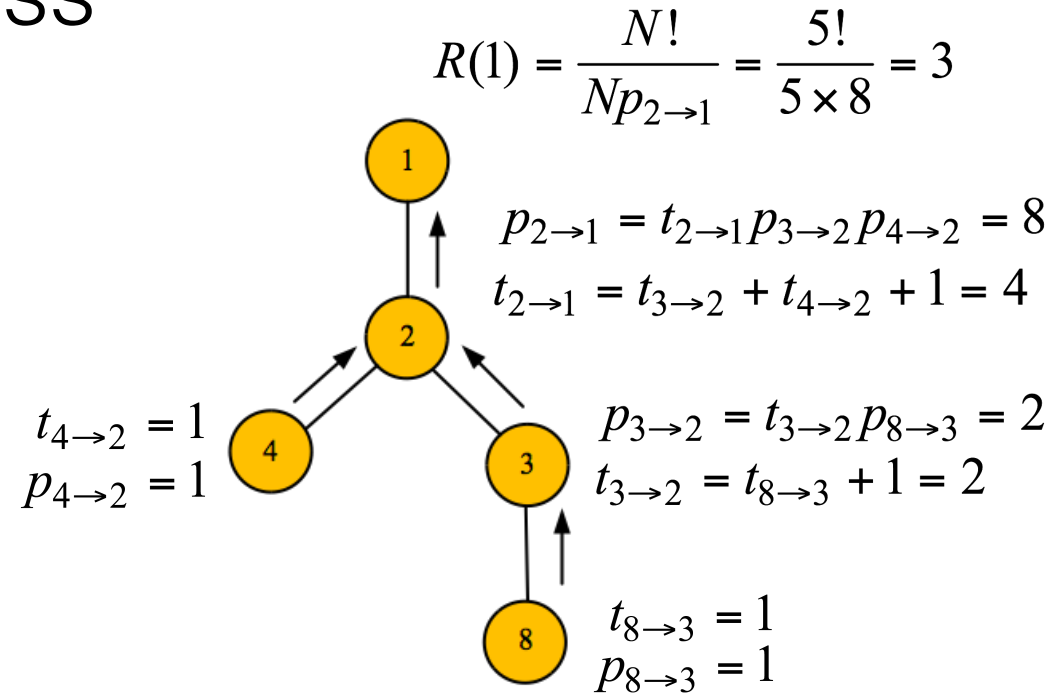 ss
R(1) = N! / Np₂→₁ = 5! / 5 × 8 = 3
1
p₂→₁ = t₂→₁p₃→₂p₄→₂ = 8
t₂→₁ = t₃→₂ + t₄→₂ + 1 = 4
2
t₄→₂ = 1
p₄→₂ = 1
4
3
p₃→₂ = t₃→₂p₈→₃ = 2
t₃→₂ = t₈→₃ + 1 = 2
8
t₈→₃ = 1
p₈→₃ = 1